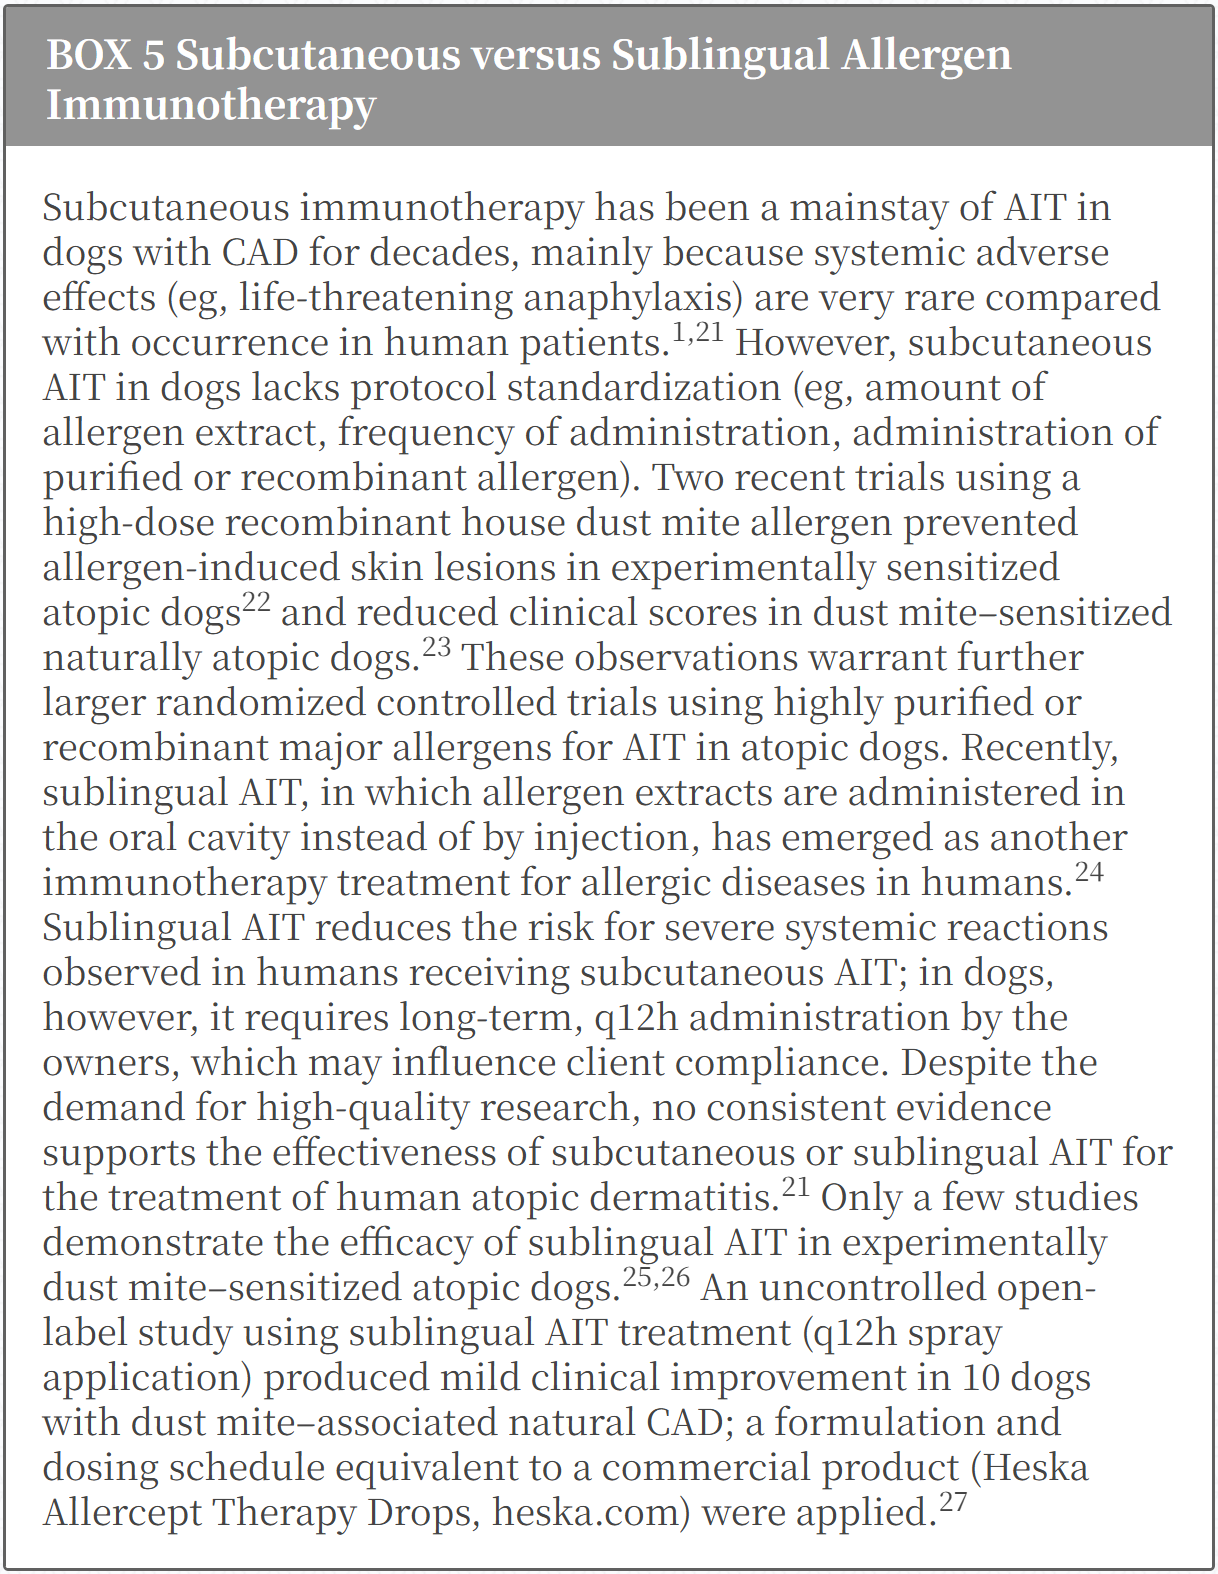 BOX 5 Subcutaneous versus Sublingual Allergen
Immunotherapy
Subcutaneous immunotherapy has been a mainstay of AIT in
dogs with CAD for decades, mainly because systemic adverse
effects (eg, life-threatening anaphylaxis) are very rare compared
with occurrence in human patients.1,21 However, subcutaneous
AIT in dogs lacks protocol standardization (eg, amount of
allergen extract, frequency of administration, administration of
purified or recombinant allergen). Two recent trials using a
high-dose recombinant house dust mite allergen prevented
allergen-induced skin lesions in experimentally sensitized
atopic dogs22 and reduced clinical scores in dust mite–sensitized
naturally atopic dogs.23 These observations warrant further
larger randomized controlled trials using highly purified or
recombinant major allergens for AIT in atopic dogs. Recently,
sublingual AIT, in which allergen extracts are administered in
the oral cavity instead of by injection, has emerged as another
immunotherapy treatment for allergic diseases in humans.24
Sublingual AIT reduces the risk for severe systemic reactions
observed in humans receiving subcutaneous AIT; in dogs,
however, it requires long-term, q12h administration by the
owners, which may influence client compliance. Despite the
demand for high-quality research, no consistent evidence
supports the effectiveness of subcutaneous or sublingual AIT for
the treatment of human atopic dermatitis.21 Only a few studies
demonstrate the efficacy of sublingual AIT in experimentally
dust mite–sensitized atopic dogs.25,26 An uncontrolled open-
label study using sublingual AIT treatment (q12h spray
application) produced mild clinical improvement in 10 dogs
with dust mite–associated natural CAD; a formulation and
dosing schedule equivalent to a commercial product (Heska
Allercept Therapy Drops, heska.com) were applied.27